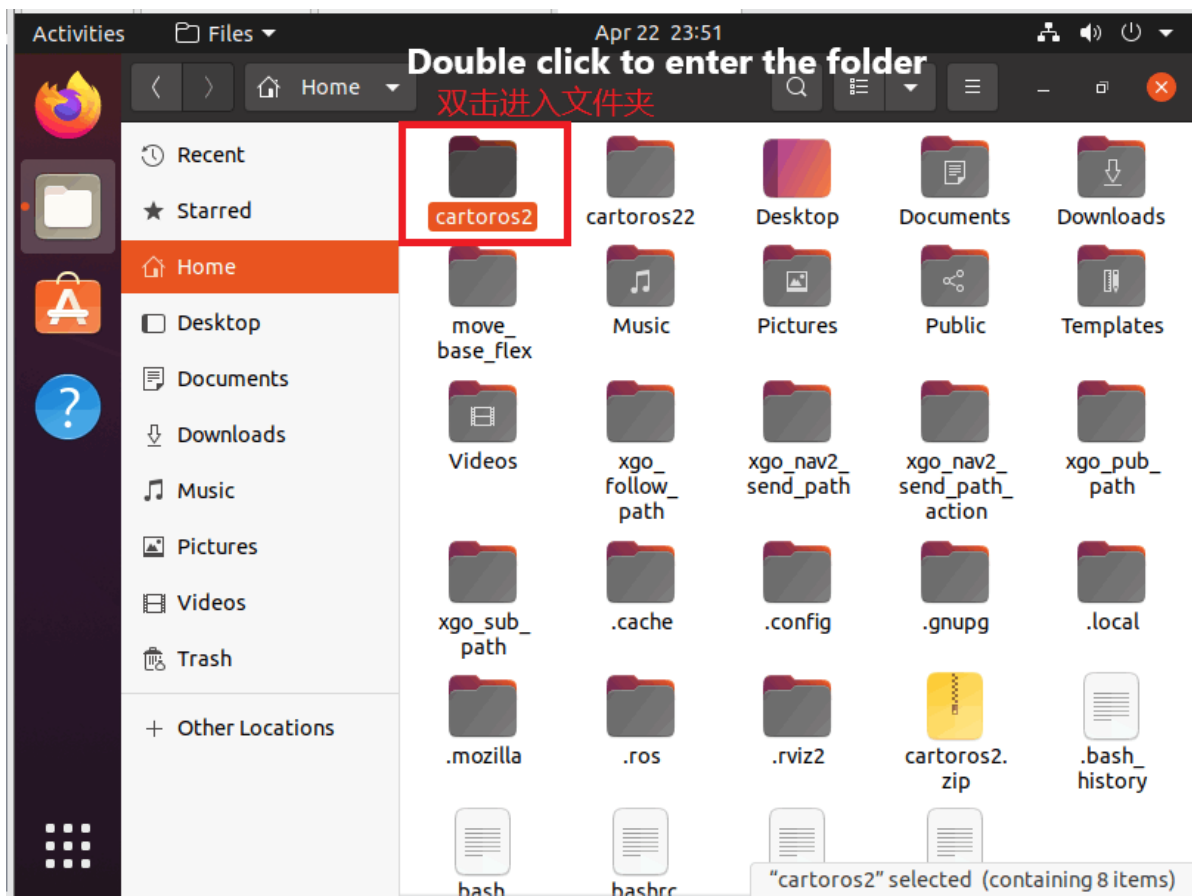 Activities
Files
Apr 22 23:51
Double click to enter the folder
Home
双击进入文件夹
Recent
Starred
Home
Desktop
Documents
Downloads
Music
Pictures
Videos
Trash
Other Locations
cartoros2
cartoros22
Desktop
Documents
Downloads
move_
base_flex
Music
Pictures
Public
Templates
Videos
xgo_
follow_
path
xgo_nav2_
send_path
xgo_nav2_
send_path_
action
xgo_pub_
path
xgo_sub_
path
.cache
.config
.gnupg
.local
.mozilla
.ros
.rviz2
cartoros2.
zip
.bash_
history
“cartoros2” selected (containing 8 items)